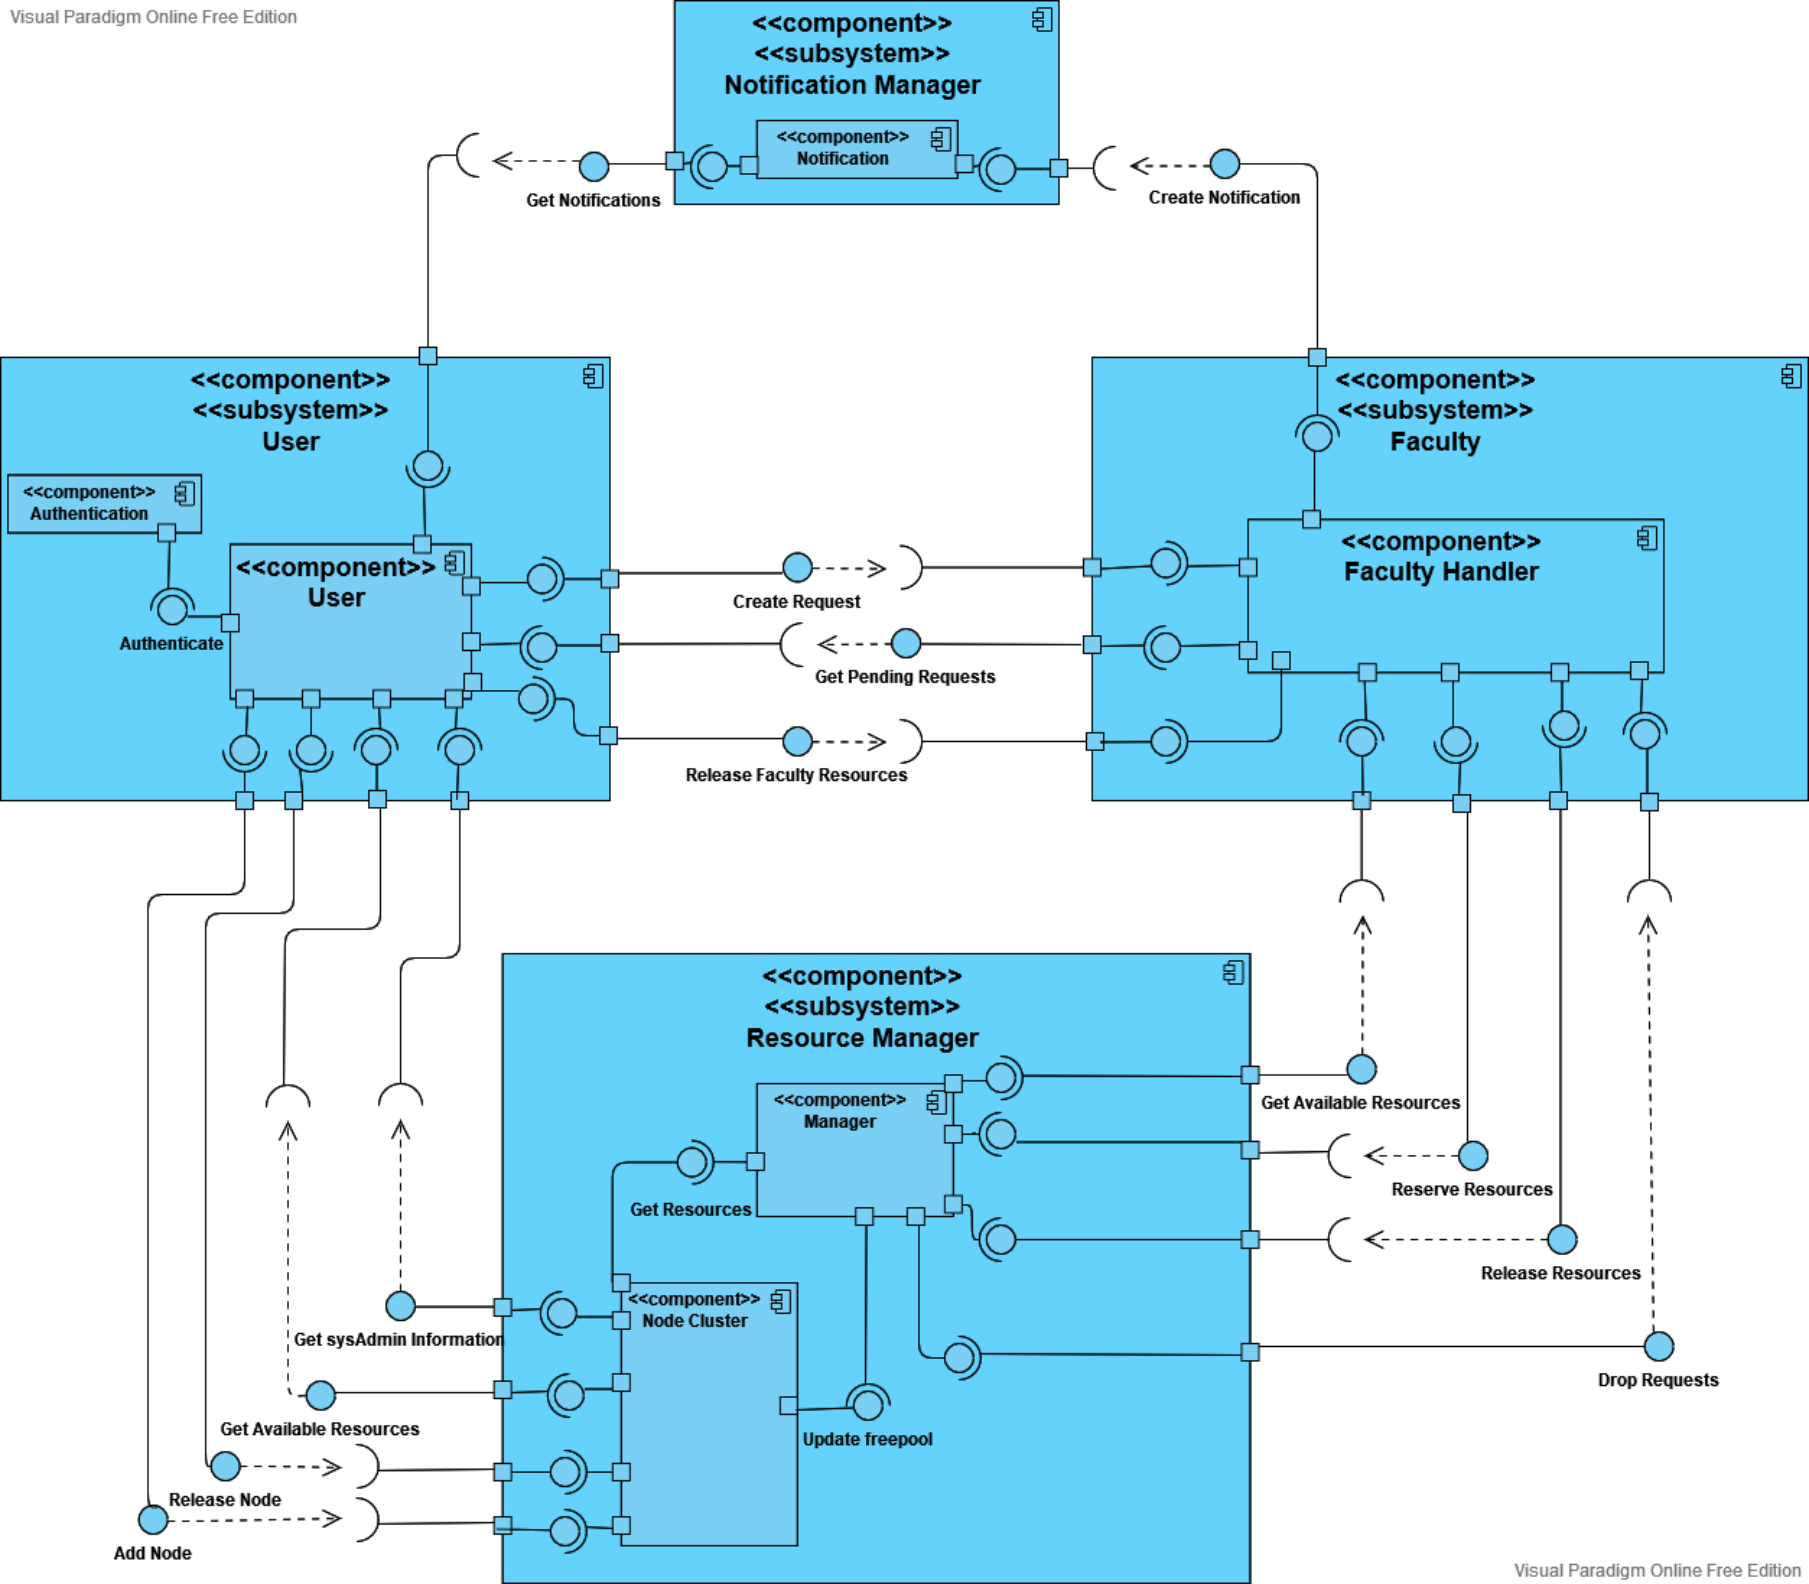 Visual Paradigm Online Free Edition
<<component>>
<<subsystem>>
Notification Manager
<<component>>
Notification
Get Notifications
Create Notification
<<component>>
<<subsystem>>
User
<<component>>
Authentication
Authenticate
<<component>>
User
<<component>>
<<subsystem>>
Faculty
<<component>>
Faculty Handler
Create Request
Get Pending Requests
Release Faculty Resources
<<component>>
<<subsystem>>
Resource Manager
<<component>>
Manager
Get Resources
<<component>>
Node Cluster
Update freepool
Get Available Resources
Reserve Resources
Release Resources
Drop Requests
Get sysAdmin Information
Get Available Resources
Release Node
Add Node
Visual Paradigm Online Free Edition